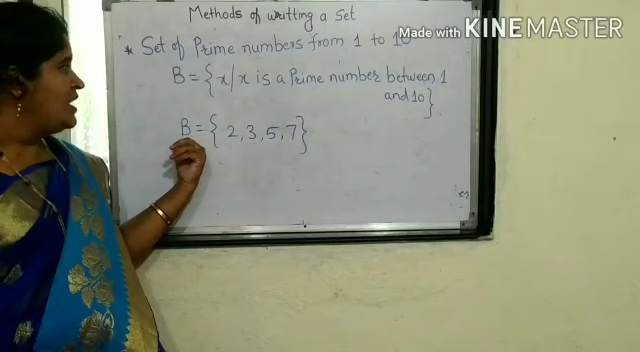 Methods of writting a Set
Made with KINEMASTER
* Set of Prime numbers from 1 to 10
B = {x/x is a Prime number between 1
and 10}
B = { 2, 3, 5, 7}